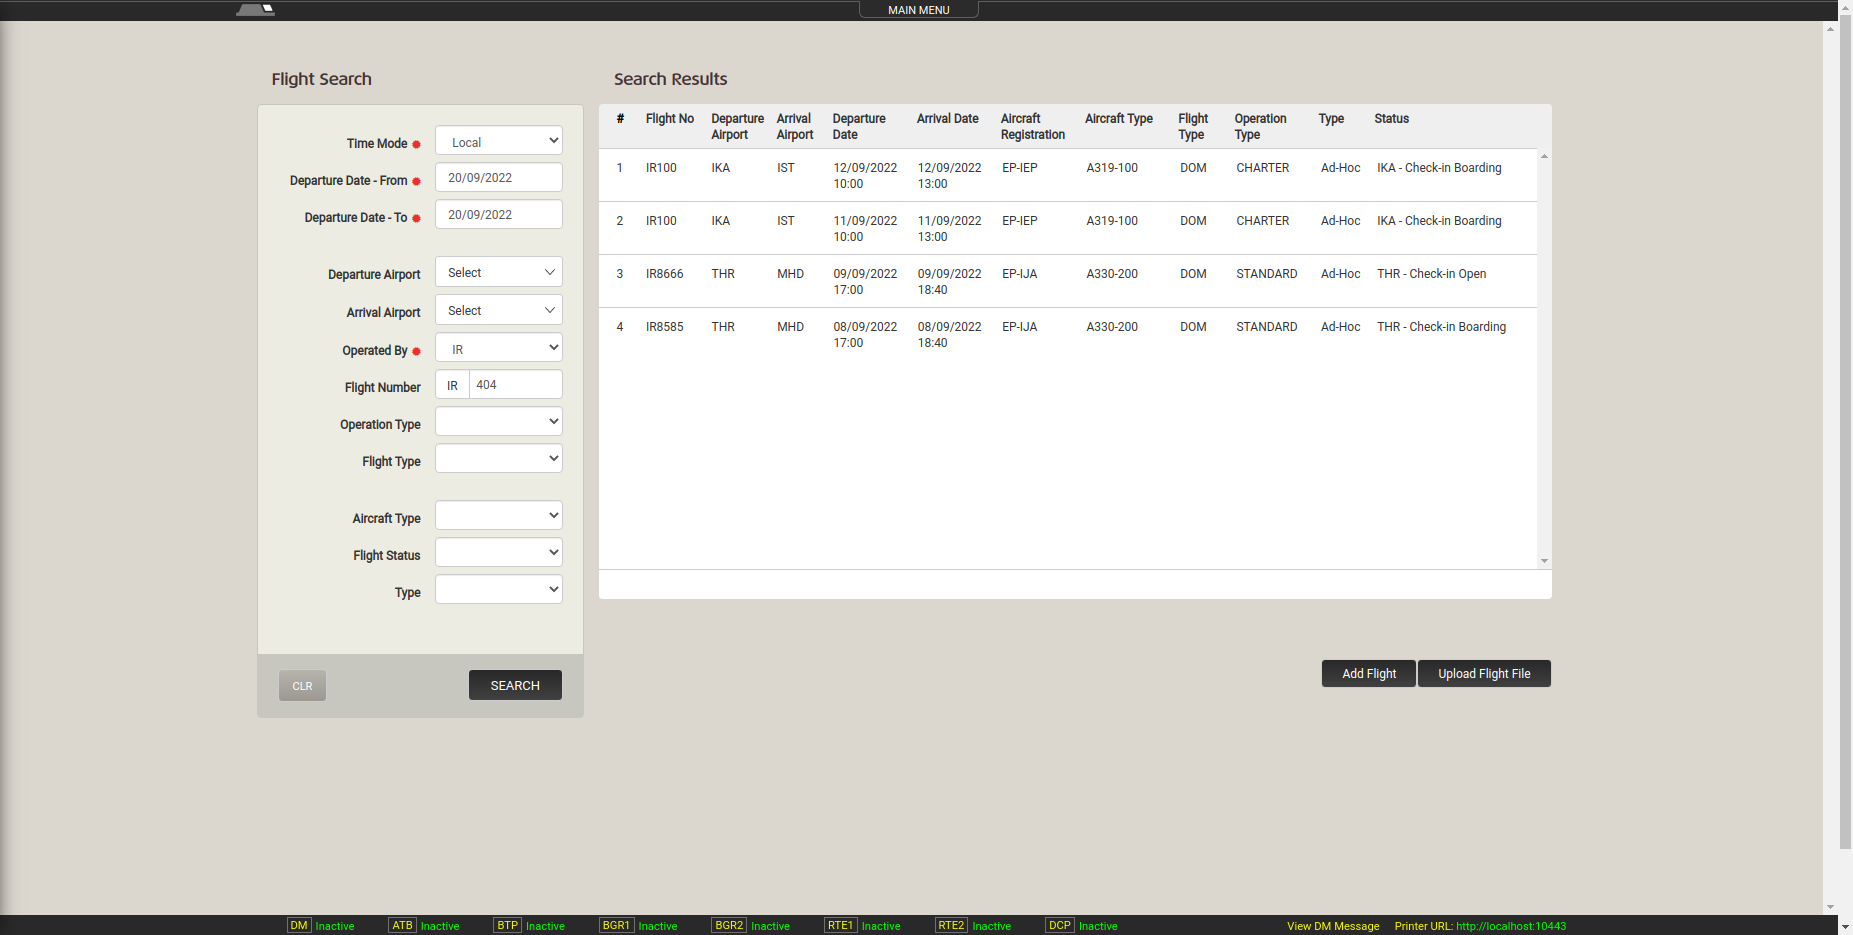 MAIN MENU
Flight Search
Time Mode Local
Departure Date - From 20/09/2022
Departure Date - To 20/09/2022
Departure Airport Select
Arrival Airport Select
Operated By IR
Flight Number IR 404
Operation Type
Flight Type
Aircraft Type
Flight Status
Type
CLR SEARCH
Search Results
# Flight No Departure Airport Arrival Airport Departure Date Arrival Date Aircraft Registration Aircraft Type Flight Type Operation Type Type Status
1 IR100 IKA IST 12/09/2022 10:00 12/09/2022 13:00 EP-IEP A319-100 DOM CHARTER Ad-Hoc IKA - Check-in Boarding
2 IR100 IKA IST 11/09/2022 10:00 11/09/2022 13:00 EP-IEP A319-100 DOM CHARTER Ad-Hoc IKA - Check-in Boarding
3 IR8666 THR MHD 09/09/2022 17:00 09/09/2022 18:40 EP-IJA A330-200 DOM STANDARD Ad-Hoc THR - Check-in Open
4 IR8585 THR MHD 08/09/2022 17:00 08/09/2022 18:40 EP-IJA A330-200 DOM STANDARD Ad-Hoc THR - Check-in Boarding
Add Flight Upload Flight File
DM Inactive ATB Inactive BTP Inactive BGR1 Inactive BGR2 Inactive RTE1 Inactive RTE2 Inactive DCP Inactive View DM Message Printer URL: http://localhost:10443